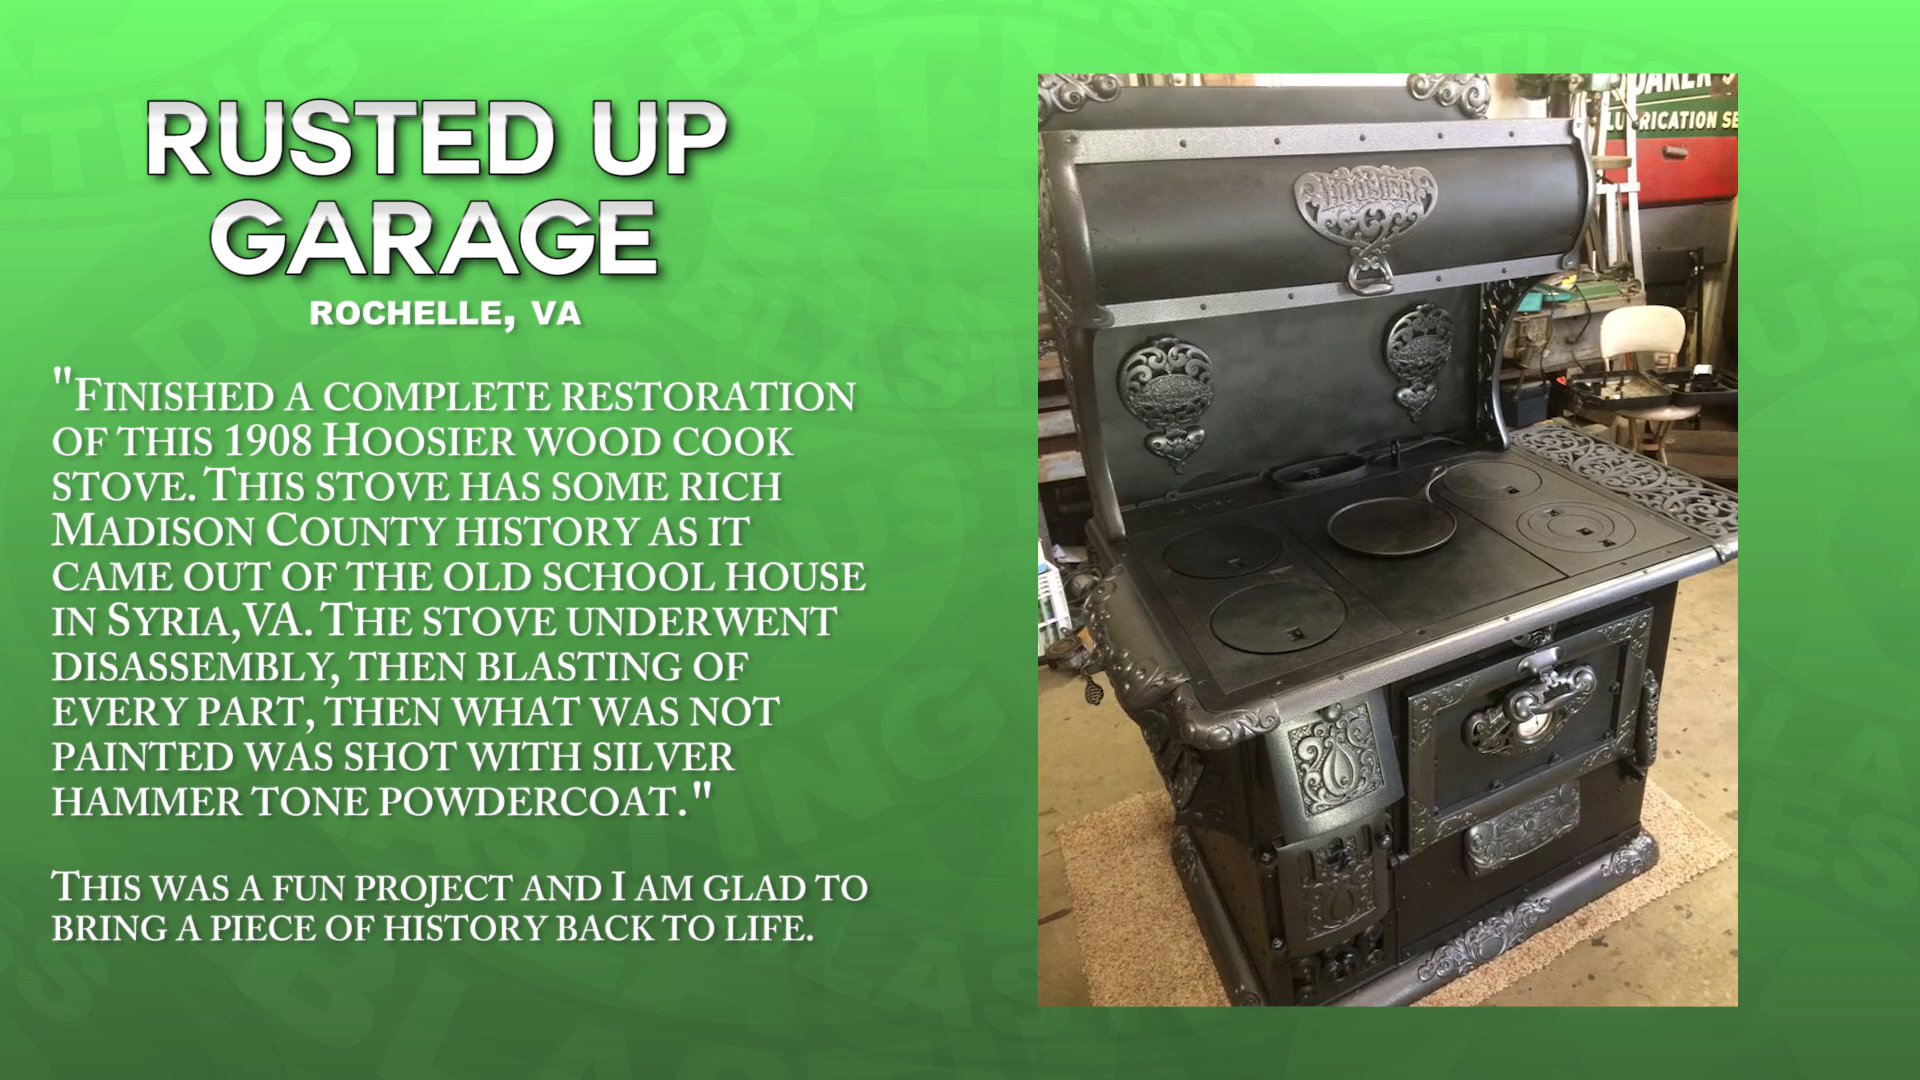 RUSTED UP
GARAGE
ROCHELLE, VA
"FINISHED A COMPLETE RESTORATION
OF THIS 1908 HOOSIER WOOD COOK
STOVE. THIS STOVE HAS SOME RICH
MADISON COUNTY HISTORY AS IT
CAME OUT OF THE OLD SCHOOL HOUSE
IN SYRIA,VA. THE STOVE UNDERWENT
DISASSEMBLY, THEN BLASTING OF
EVERY PART, THEN WHAT WAS NOT
PAINTED WAS SHOT WITH SILVER
HAMMER TONE POWDERCOAT."
THIS WAS A FUN PROJECT AND I AM GLAD TO
BRING A PIECE OF HISTORY BACK TO LIFE.
HOOSIER